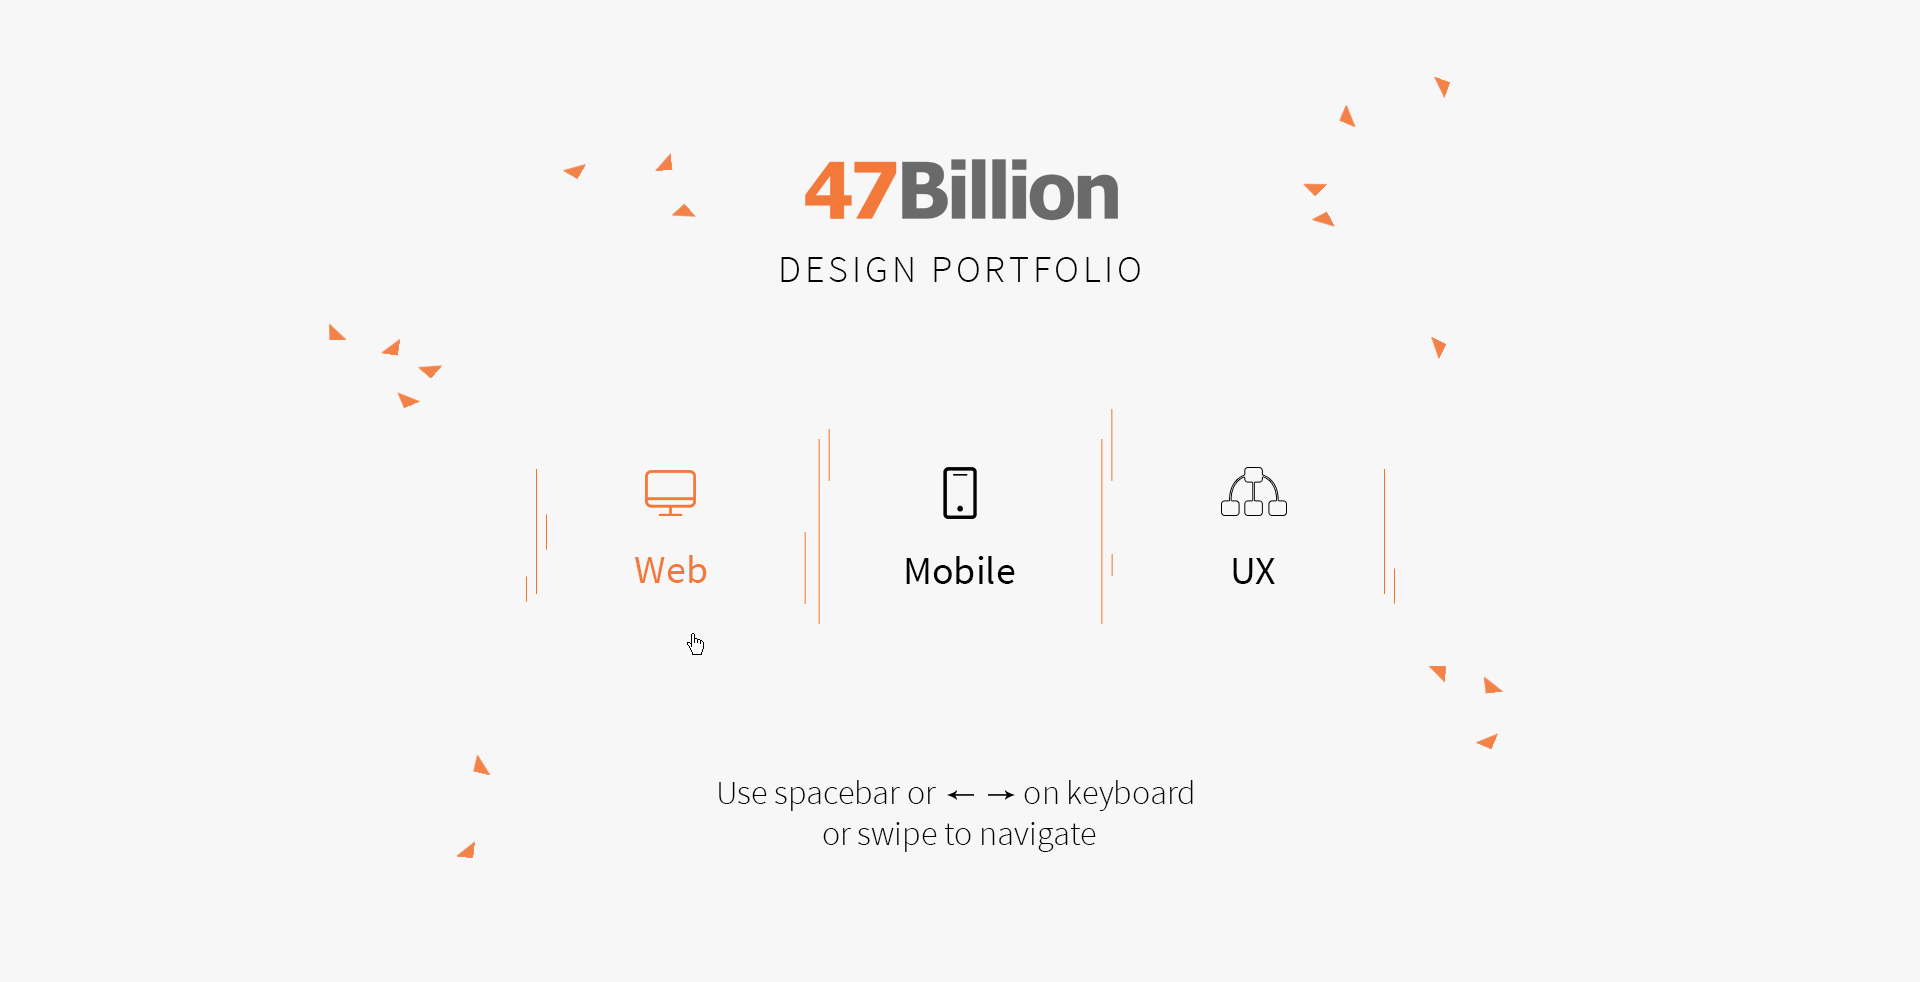 47Billion
DESIGN PORTFOLIO
Web
Mobile
UX
Use spacebar or ← → on keyboard
or swipe to navigate